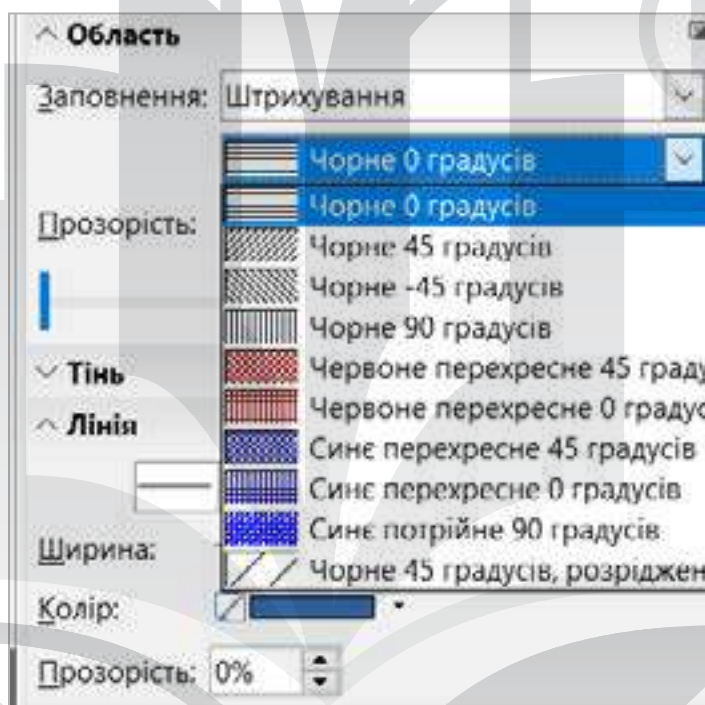 Область
Заповнення: Штрихування
Чорне 0 градусів
Чорне 0 градусів
Прозорість:
Чорне 45 градусів
Чорне -45 градусів
Чорне 90 градусів
Тінь
Червоне перехресне 45 граду
Червоне перехресне 0 градус
Лінія
Синє перехресне 45 градусів
Синє перехресне 0 градусів
Синє потрійне 90 градусів
Ширина:
Чорне 45 градусів, розріджен
Колір:
Прозорість: 0%